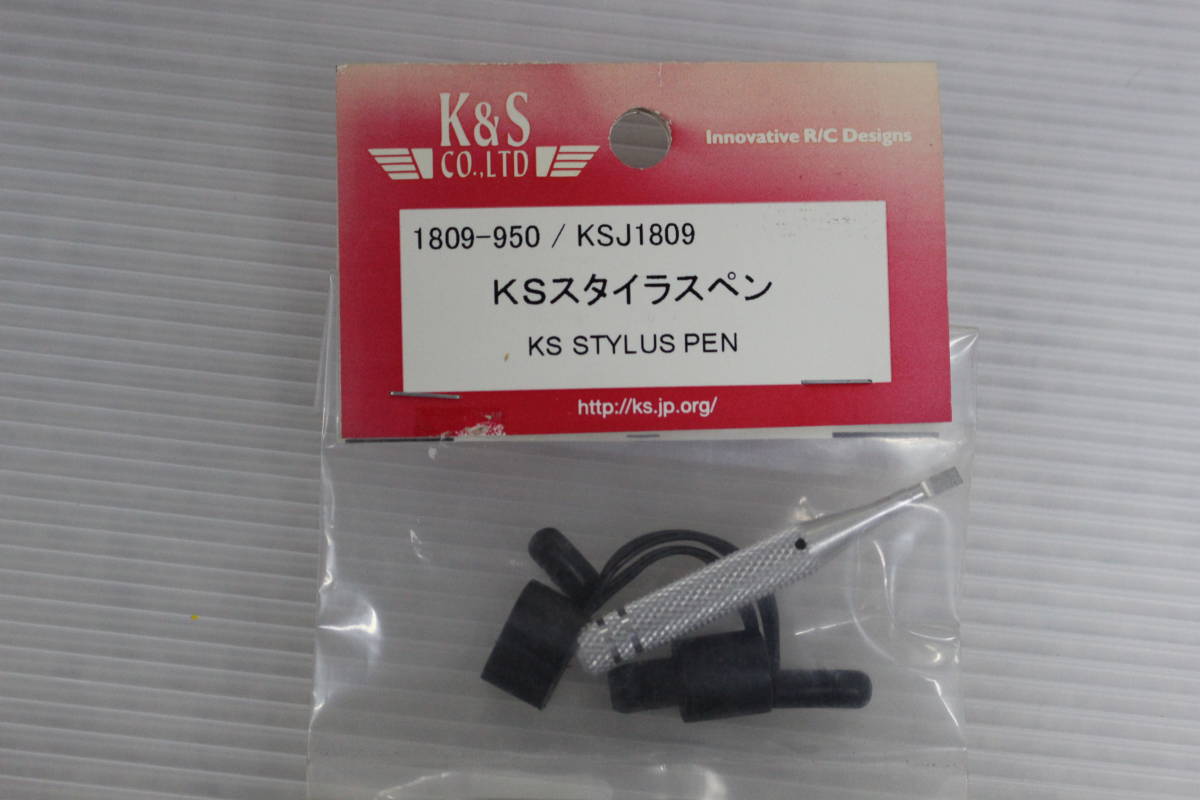 K&S
CO.,LTD
Innovative R/C Designs
1809-950 / KSJ1809
KSスタイラスペン
KS STYLUS PEN
http://ks.jp.org/